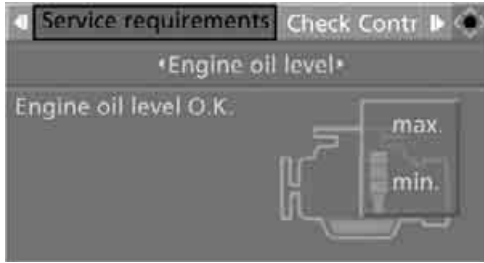 Service requirements Check Contr
Engine oil level
Engine oil level O.K.
max.
min.